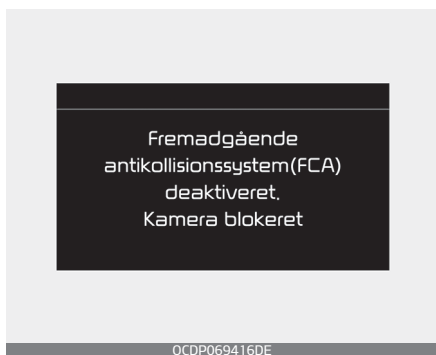 Fremadgående
antikollisionssystem(FCA)
deaktiveret.
Kamera blokeret
OCDP069416DE